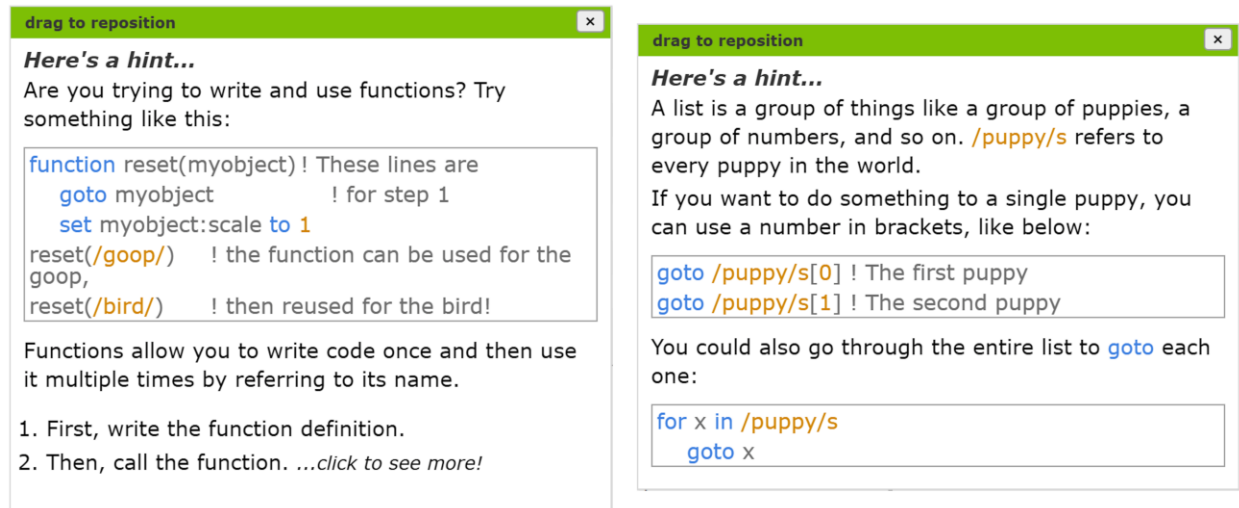 drag to reposition
×
Here's a hint...
Are you trying to write and use functions? Try
something like this:
function reset(myobject) ! These lines are
goto myobject ! for step 1
set myobject:scale to 1
reset(/goop/) ! the function can be used for the
goop,
reset(/bird/) ! then reused for the bird!
Functions allow you to write code once and then use
it multiple times by referring to its name.
1. First, write the function definition.
2. Then, call the function. ...click to see more!
drag to reposition
×
Here's a hint...
A list is a group of things like a group of puppies, a
group of numbers, and so on. /puppy/s refers to
every puppy in the world.
If you want to do something to a single puppy, you
can use a number in brackets, like below:
goto /puppy/s[0] ! The first puppy
goto /puppy/s[1] ! The second puppy
You could also go through the entire list to goto each
one:
for x in /puppy/s
goto x